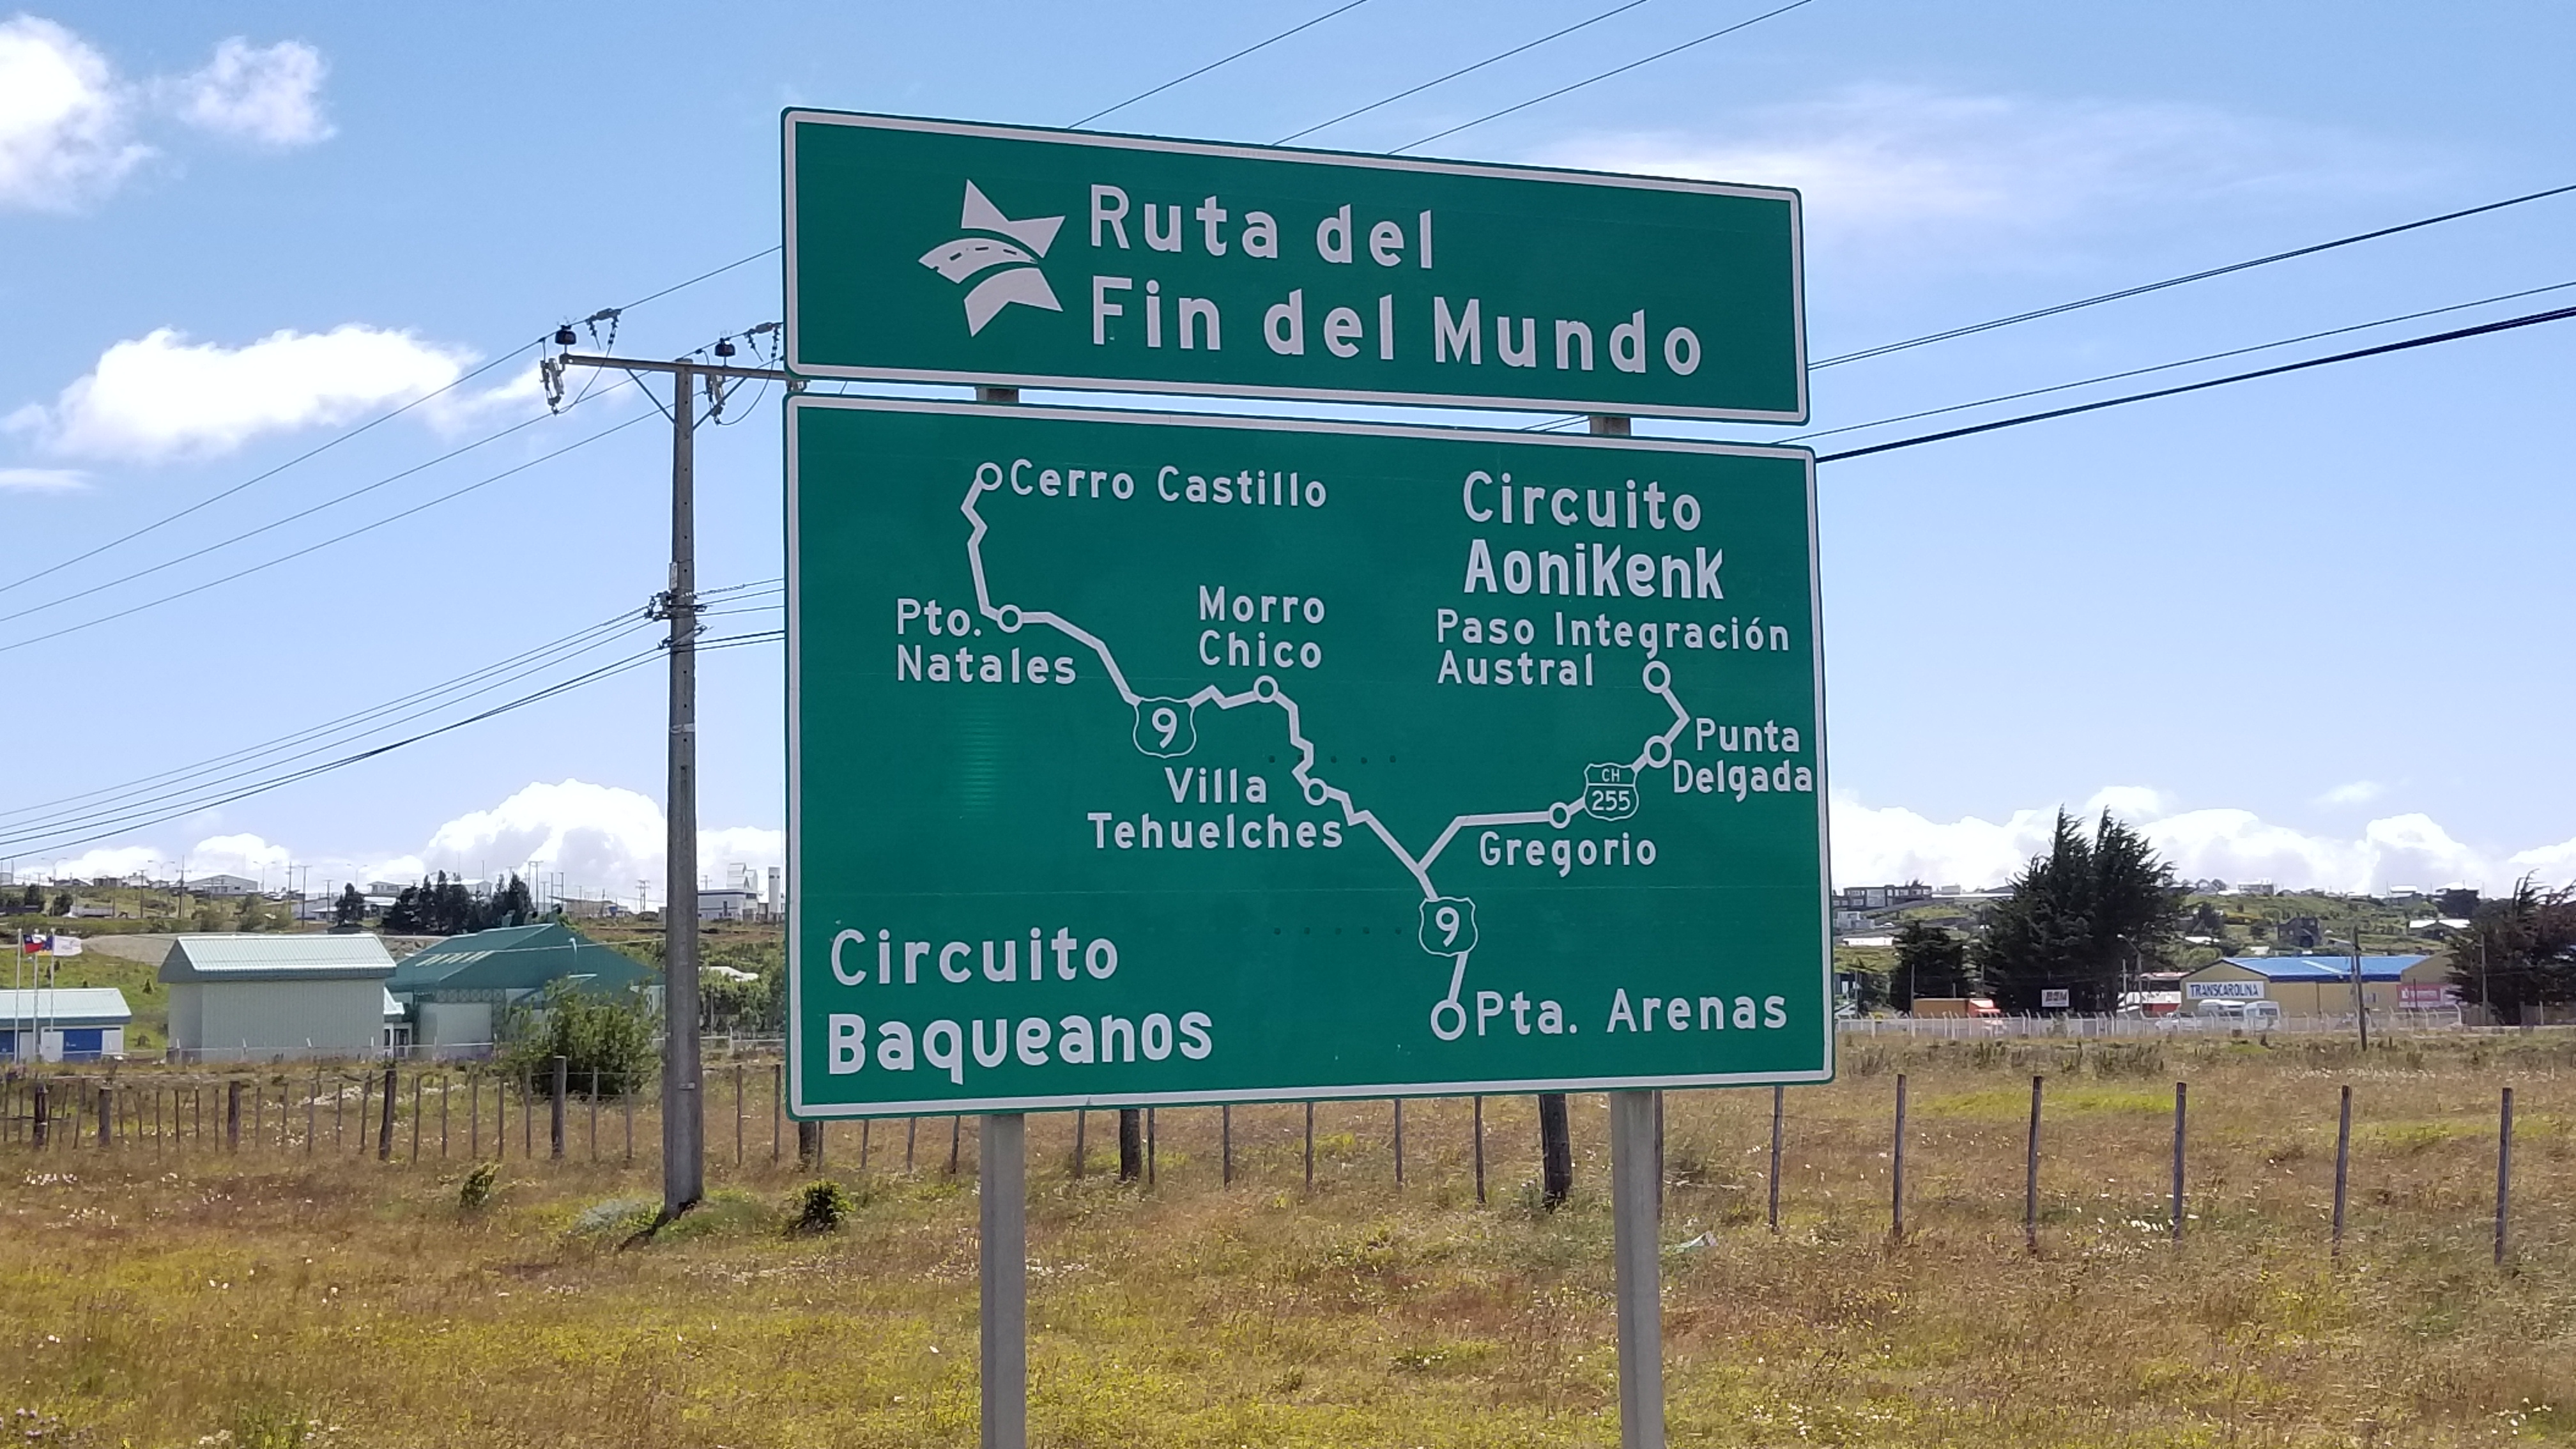 Ruta del
Fin del Mundo
Cerro Castillo
Circuito
Aonikenk
Paso Integración
Austral
Morro
Chico
Pto.
Natales
9
Punta
Delgada
CH
255
Villa
Tehuelches
Gregorio
9
Circuito
Baqueanos
Pta. Arenas
TRANSCAROLINA